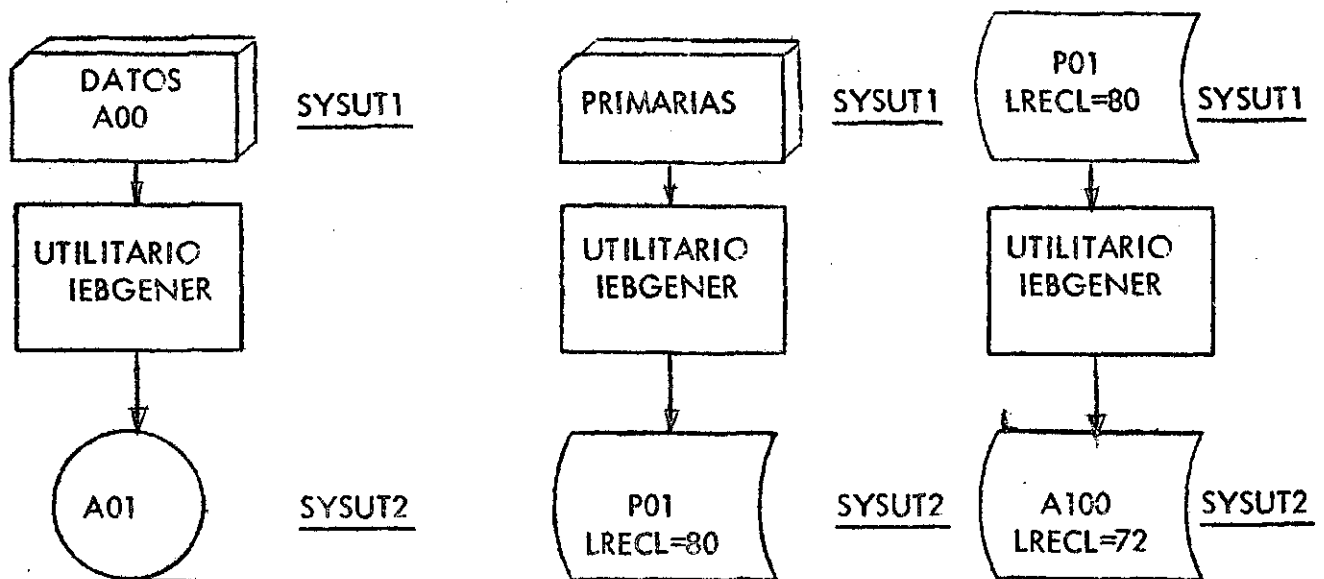 DATOS
A00
SYSUT1
UTILITARIO
IEBGENER
A01
SYSUT2
PRIMARIAS
SYSUT1
UTILITARIO
IEBGENER
P01
LRECL=80
SYSUT2
P01
LRECL=80
SYSUT1
UTILITARIO
IEBGENER
A100
LRECL=72
SYSUT2